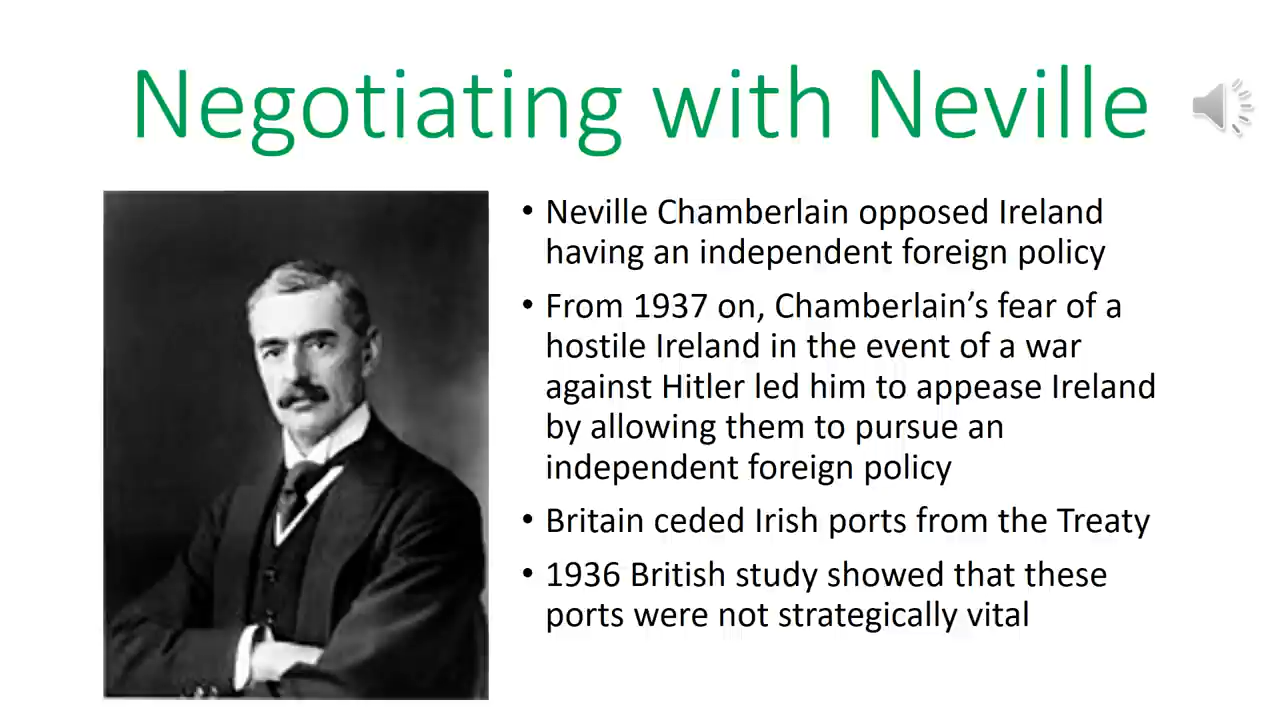 Negotiating with Neville
• Neville Chamberlain opposed Ireland
having an independent foreign policy
• From 1937 on, Chamberlain’s fear of a
hostile Ireland in the event of a war
against Hitler led him to appease Ireland
by allowing them to pursue an
independent foreign policy
• Britain ceded Irish ports from the Treaty
• 1936 British study showed that these
ports were not strategically vital